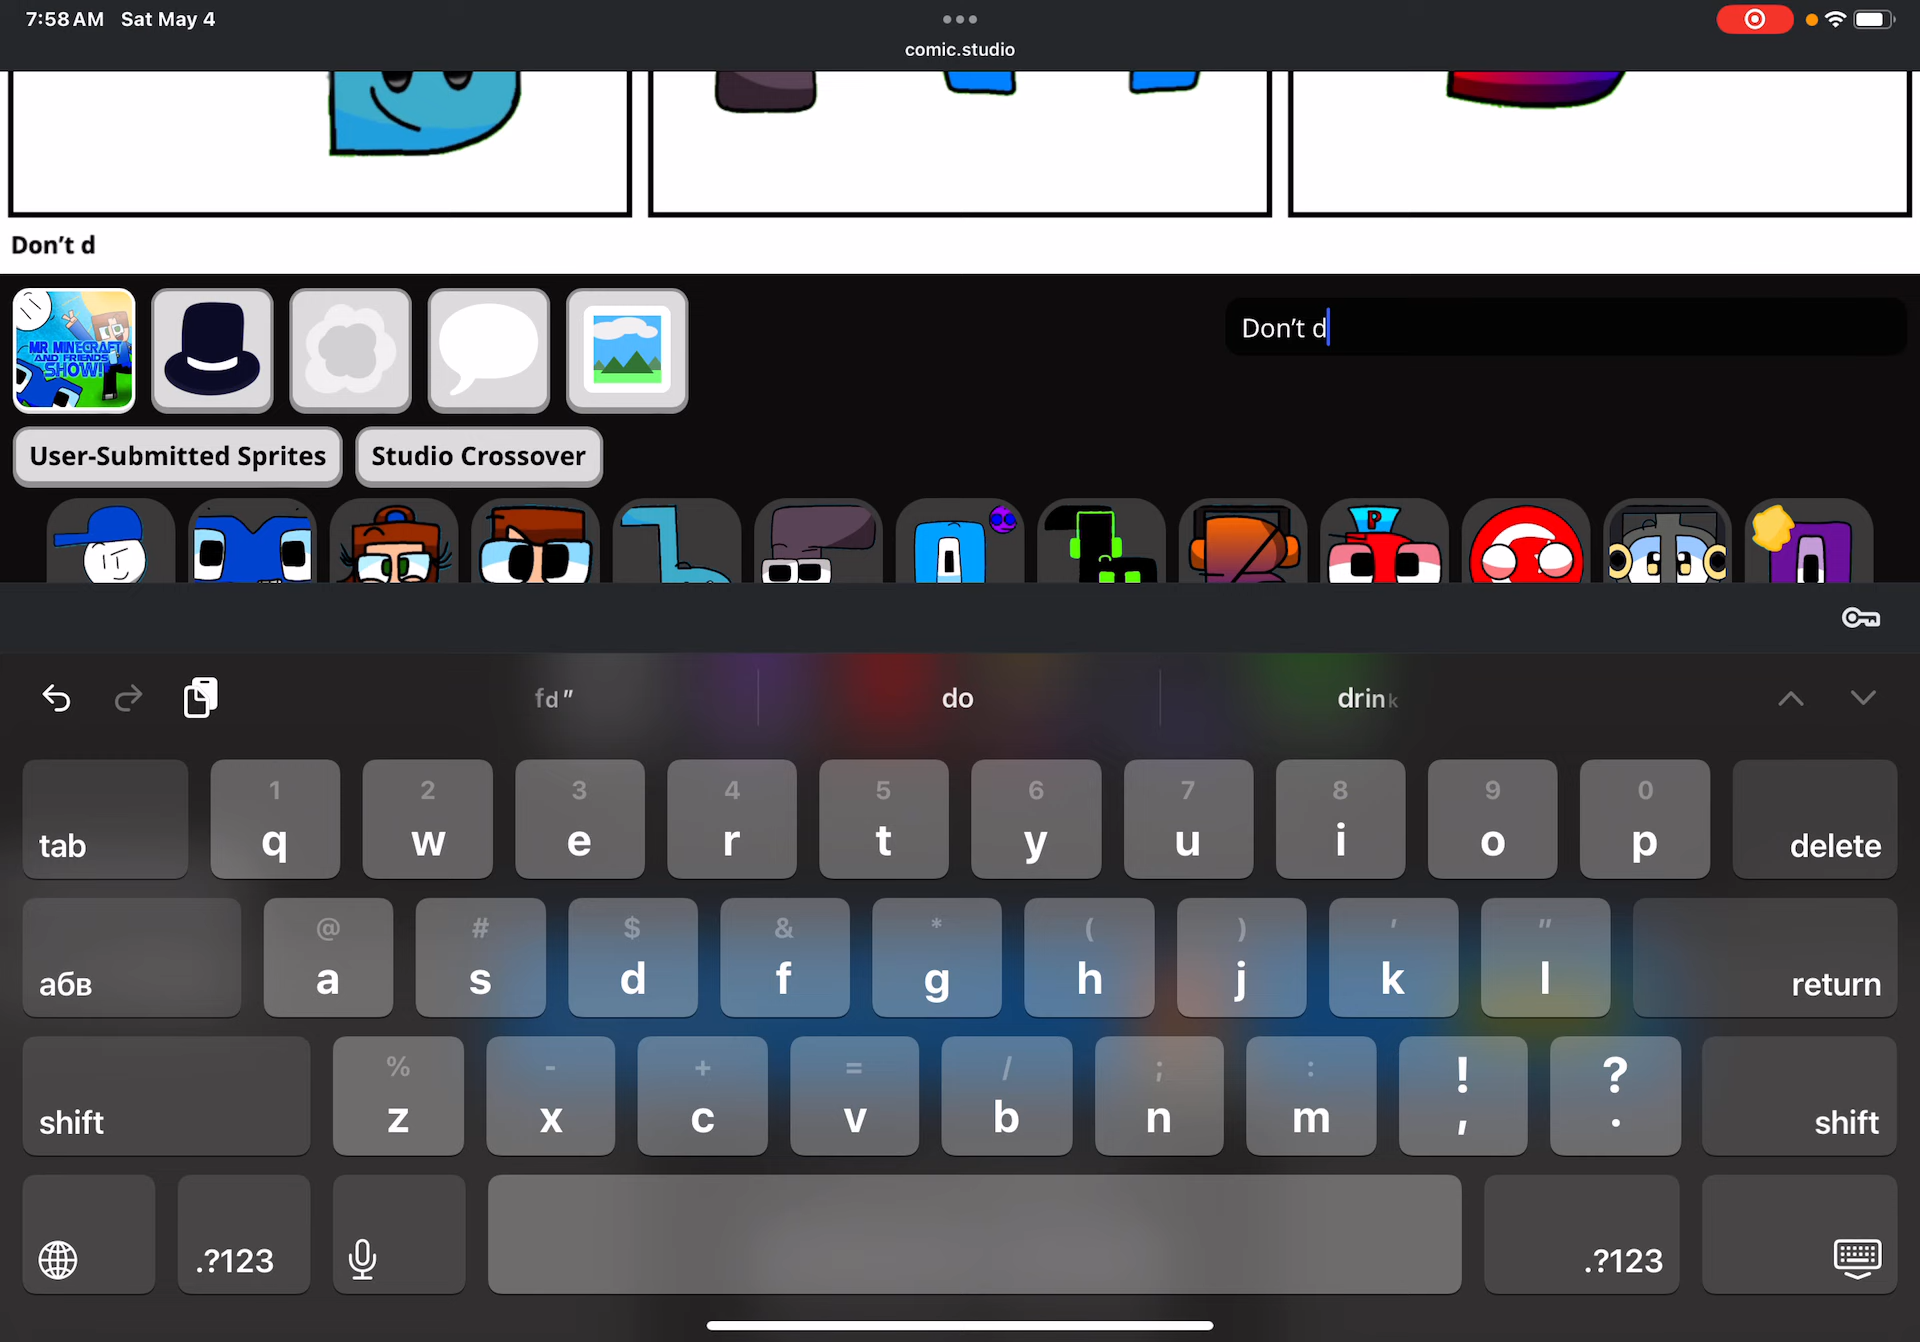 7:58 AM Sat May 4
comic.studio
Don’t d
MR MINECRAFT
AND FRIENDS
SHOW!!
Don’t d
User-Submitted Sprites Studio Crossover
P
fd" do drink
tab 1 q 2 w 3 e 4 r 5 t 6 y 7 u 8 i 9 o 0 p delete
абв @ a # s $ d & f * g ( h ) j ' k " l return
shift % z - x + c = v / b ; n : m ! , ? . shift
.?123 .?123